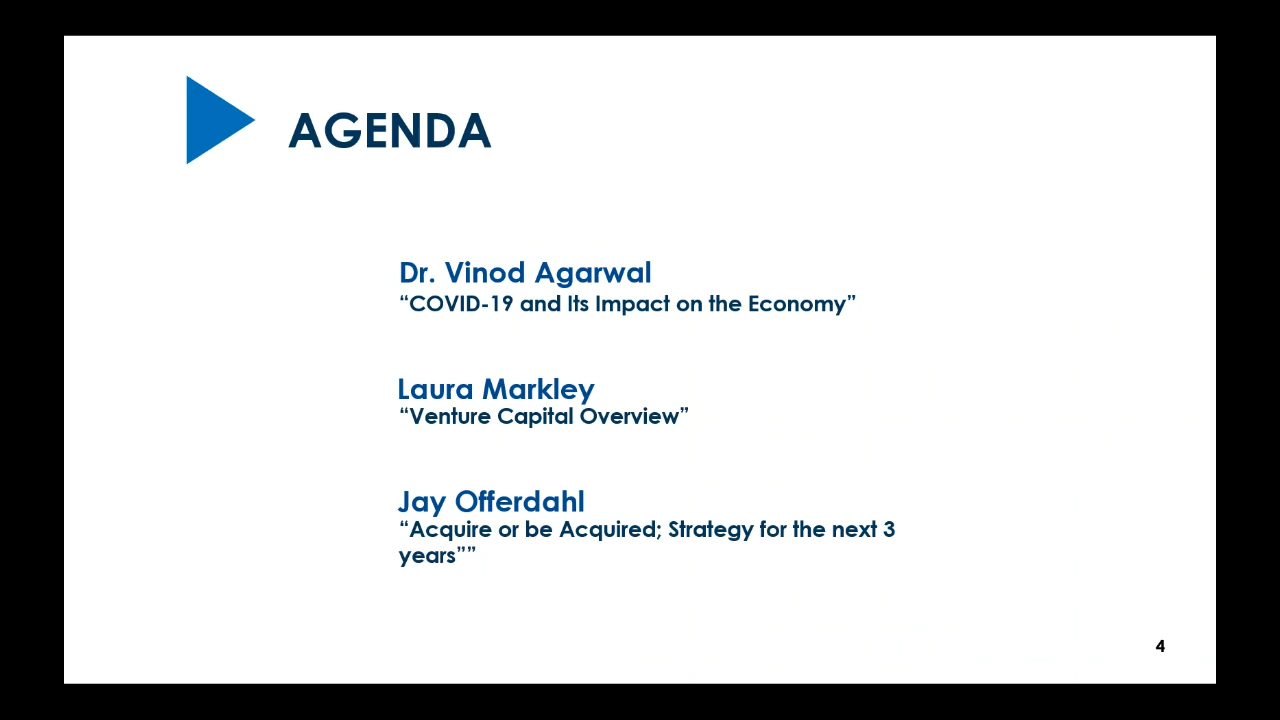 AGENDA
Dr. Vinod Agarwal
“COVID-19 and Its Impact on the Economy”
Laura Markley
“Venture Capital Overview”
Jay Offerdahl
“Acquire or be Acquired; Strategy for the next 3
years””
4